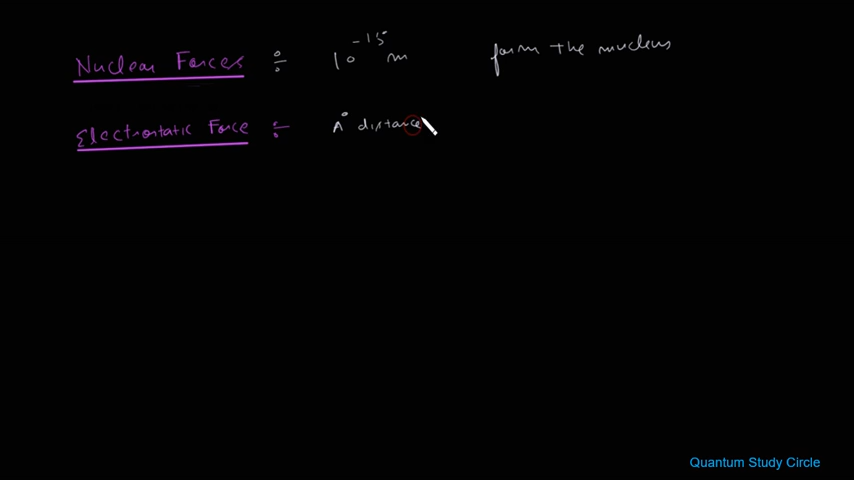 Nuclear Forces ÷ 10⁻¹⁵ m form the nucleus
Electrostatic Force ÷ A° distance
Quantum Study Circle